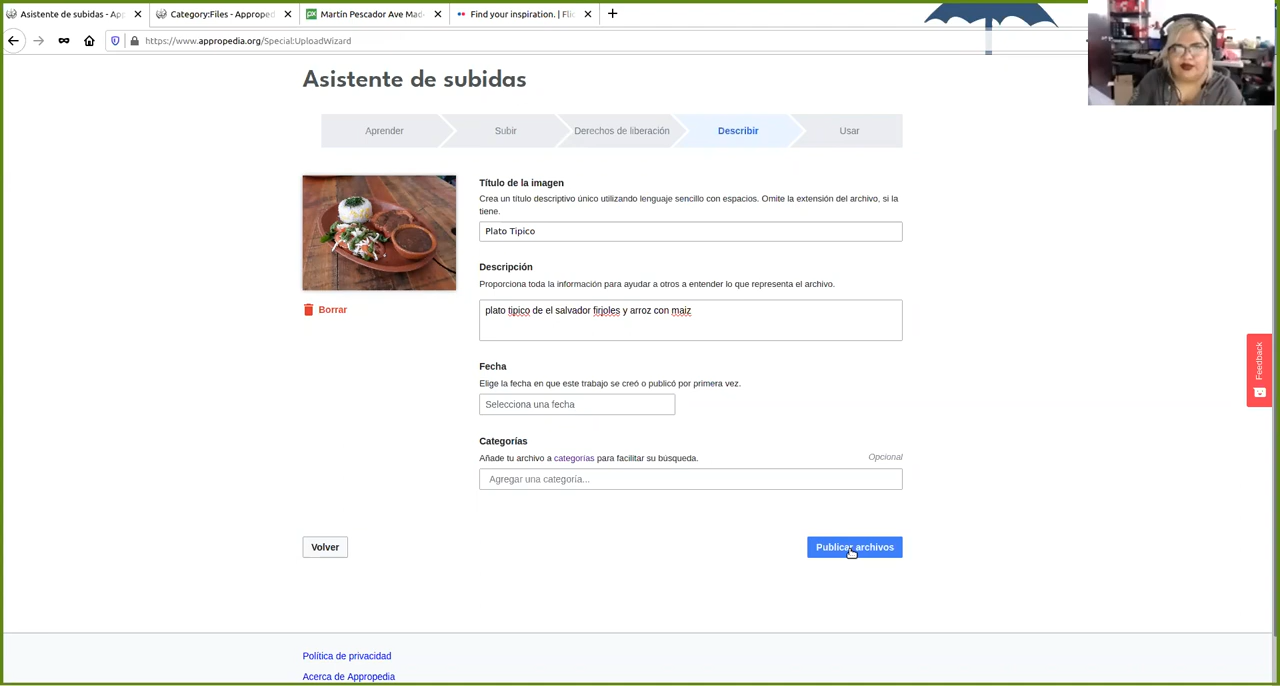 Asistente de subidas - App
Category:Files - Approped
Martín Pescador Ave Mad
Find your inspiration. | Fli
https://www.appropedia.org/Special:UploadWizard
Asistente de subidas
Aprender
Subir
Derechos de liberación
Describir
Usar
Título de la imagen
Crea un título descriptivo único utilizando lenguaje sencillo con espacios. Omite la extensión del archivo, si la
tiene.
Plato Tipico
Descripción
Proporciona toda la información para ayudar a otros a entender lo que representa el archivo.
plato tipico de el salvador firjoles y arroz con maiz
Borrar
Fecha
Elige la fecha en que este trabajo se creó o publicó por primera vez.
Selecciona una fecha
Categorías
Añade tu archivo a categorías para facilitar su búsqueda.
Opcional
Agregar una categoría...
Volver
Publicar archivos
Feedback
Política de privacidad
Acerca de Appropedia